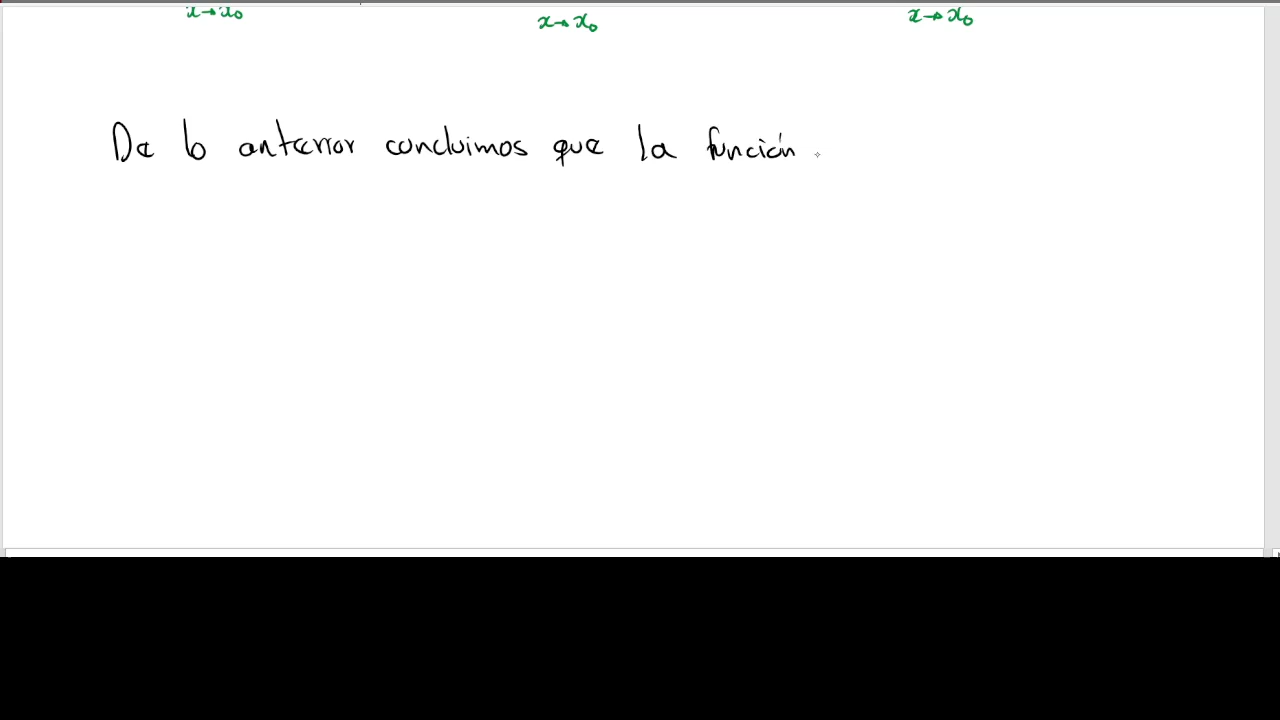 x→x₀ x→x₀ x→x₀
De lo anterior concluimos que la función